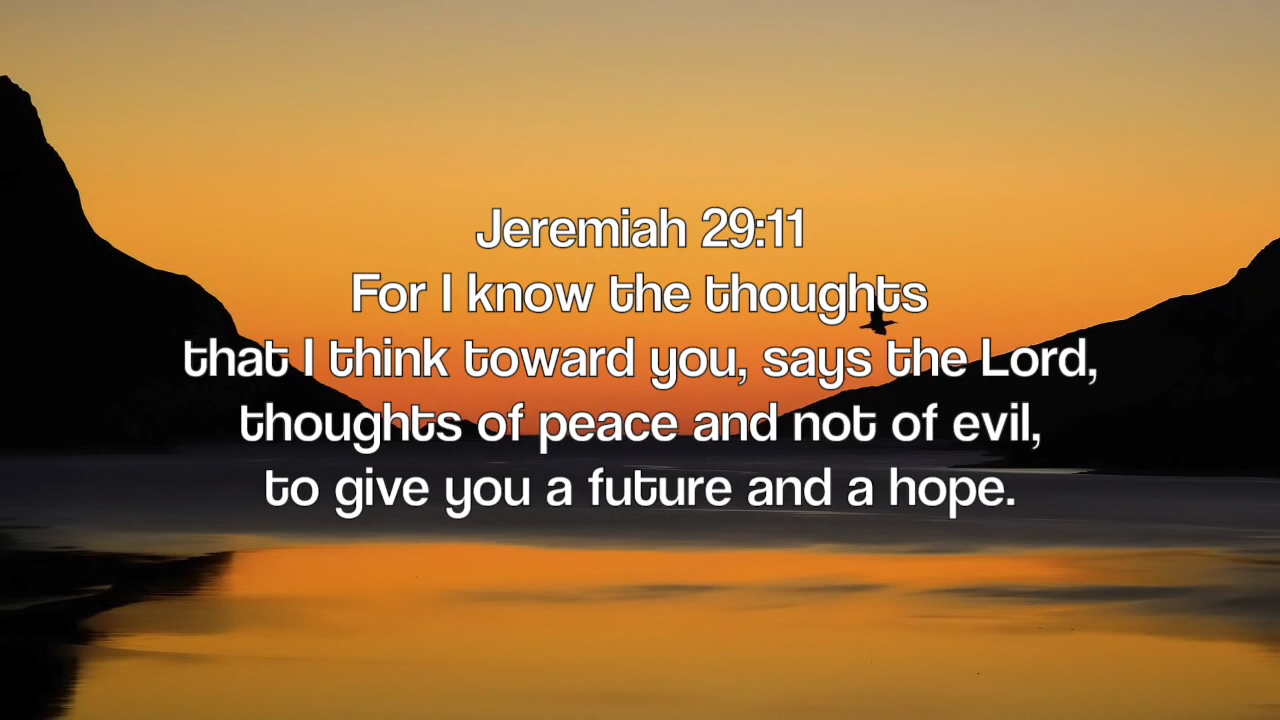 Jeremiah 29:11
For I know the thoughts
that I think toward you, says the Lord,
thoughts of peace and not of evil,
to give you a future and a hope.